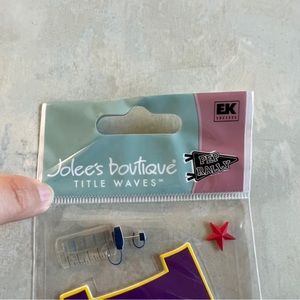 EK
SUCCESS
Jolee's boutique®
TITLE WAVES™
PEP
RALLY